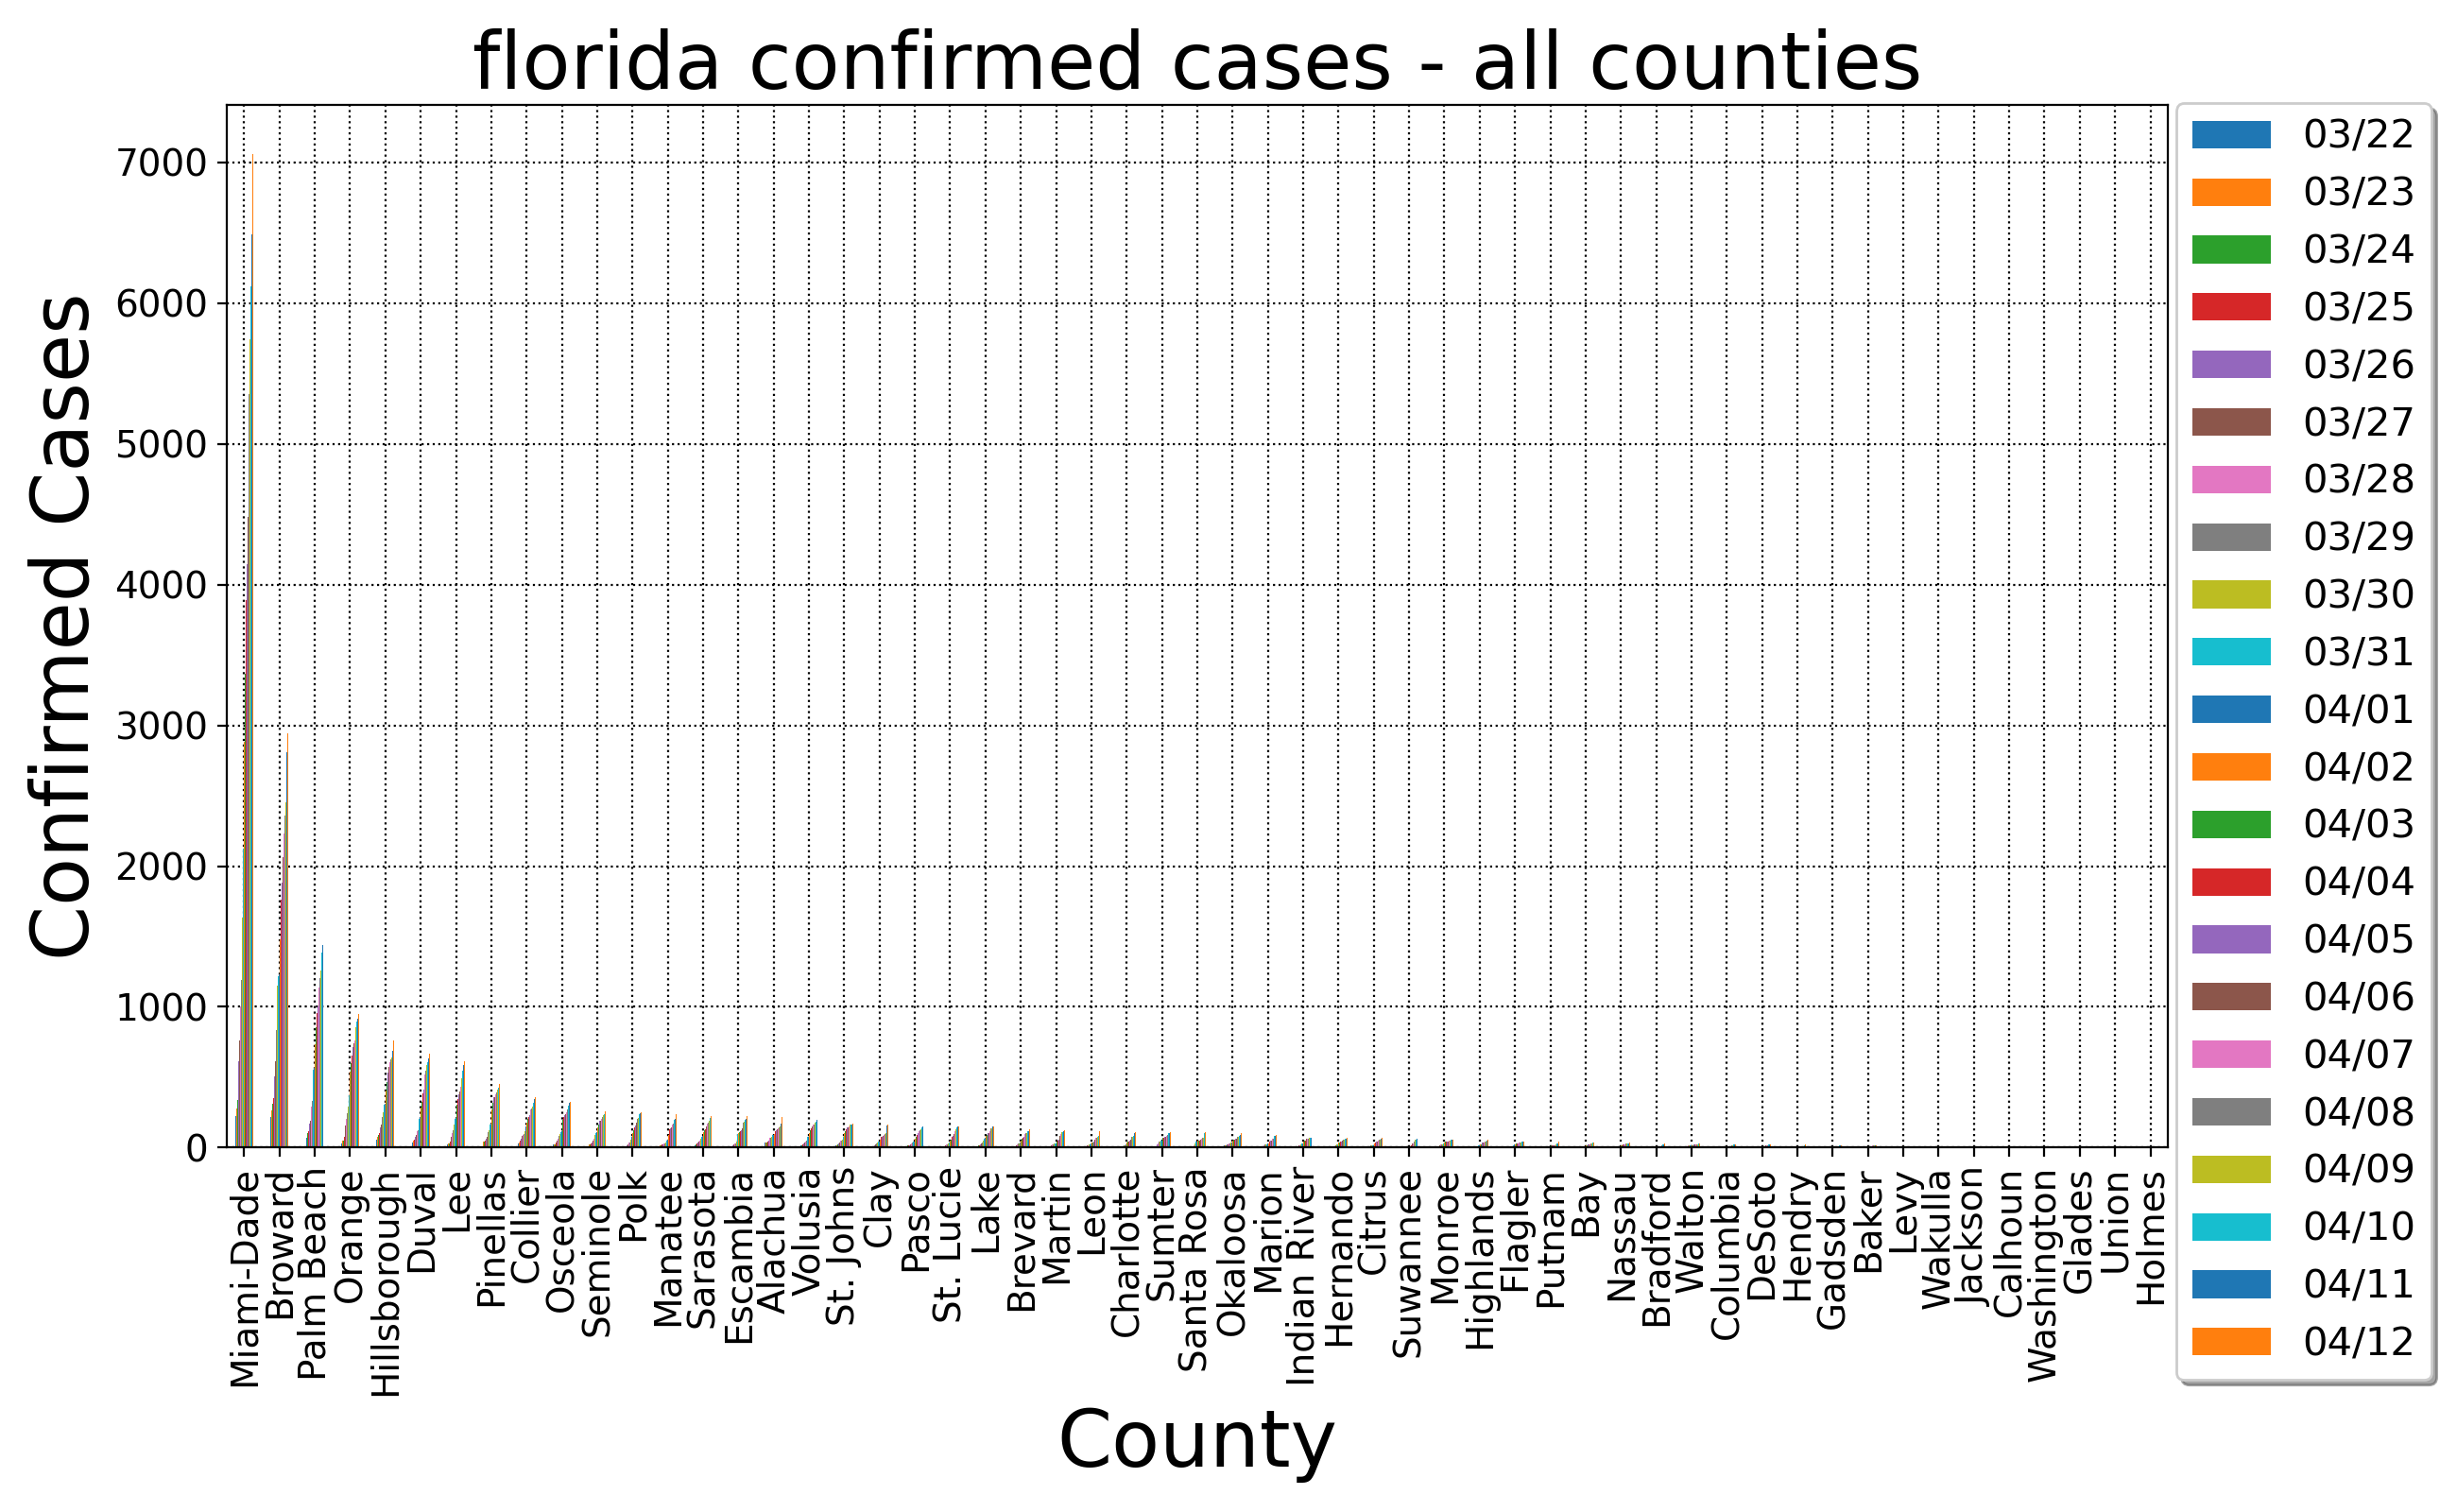 florida confirmed cases - all counties
Confirmed Cases
7000
6000
5000
4000
3000
2000
1000
0
Miami-Dade
Broward
Palm Beach
Orange
Hillsborough
Duval
Lee
Pinellas
Collier
Osceola
Seminole
Polk
Manatee
Sarasota
Escambia
Alachua
Volusia
St. Johns
Clay
Pasco
St. Lucie
Lake
Brevard
Martin
Leon
Charlotte
Sumter
Santa Rosa
Okaloosa
Marion
Indian River
Hernando
Citrus
Suwannee
Monroe
Highlands
Flagler
Putnam
Bay
Nassau
Bradford
Walton
Columbia
DeSoto
Hendry
Gadsden
Baker
Levy
Wakulla
Jackson
Calhoun
Washington
Glades
Union
Holmes
County
03/22
03/23
03/24
03/25
03/26
03/27
03/28
03/29
03/30
03/31
04/01
04/02
04/03
04/04
04/05
04/06
04/07
04/08
04/09
04/10
04/11
04/12